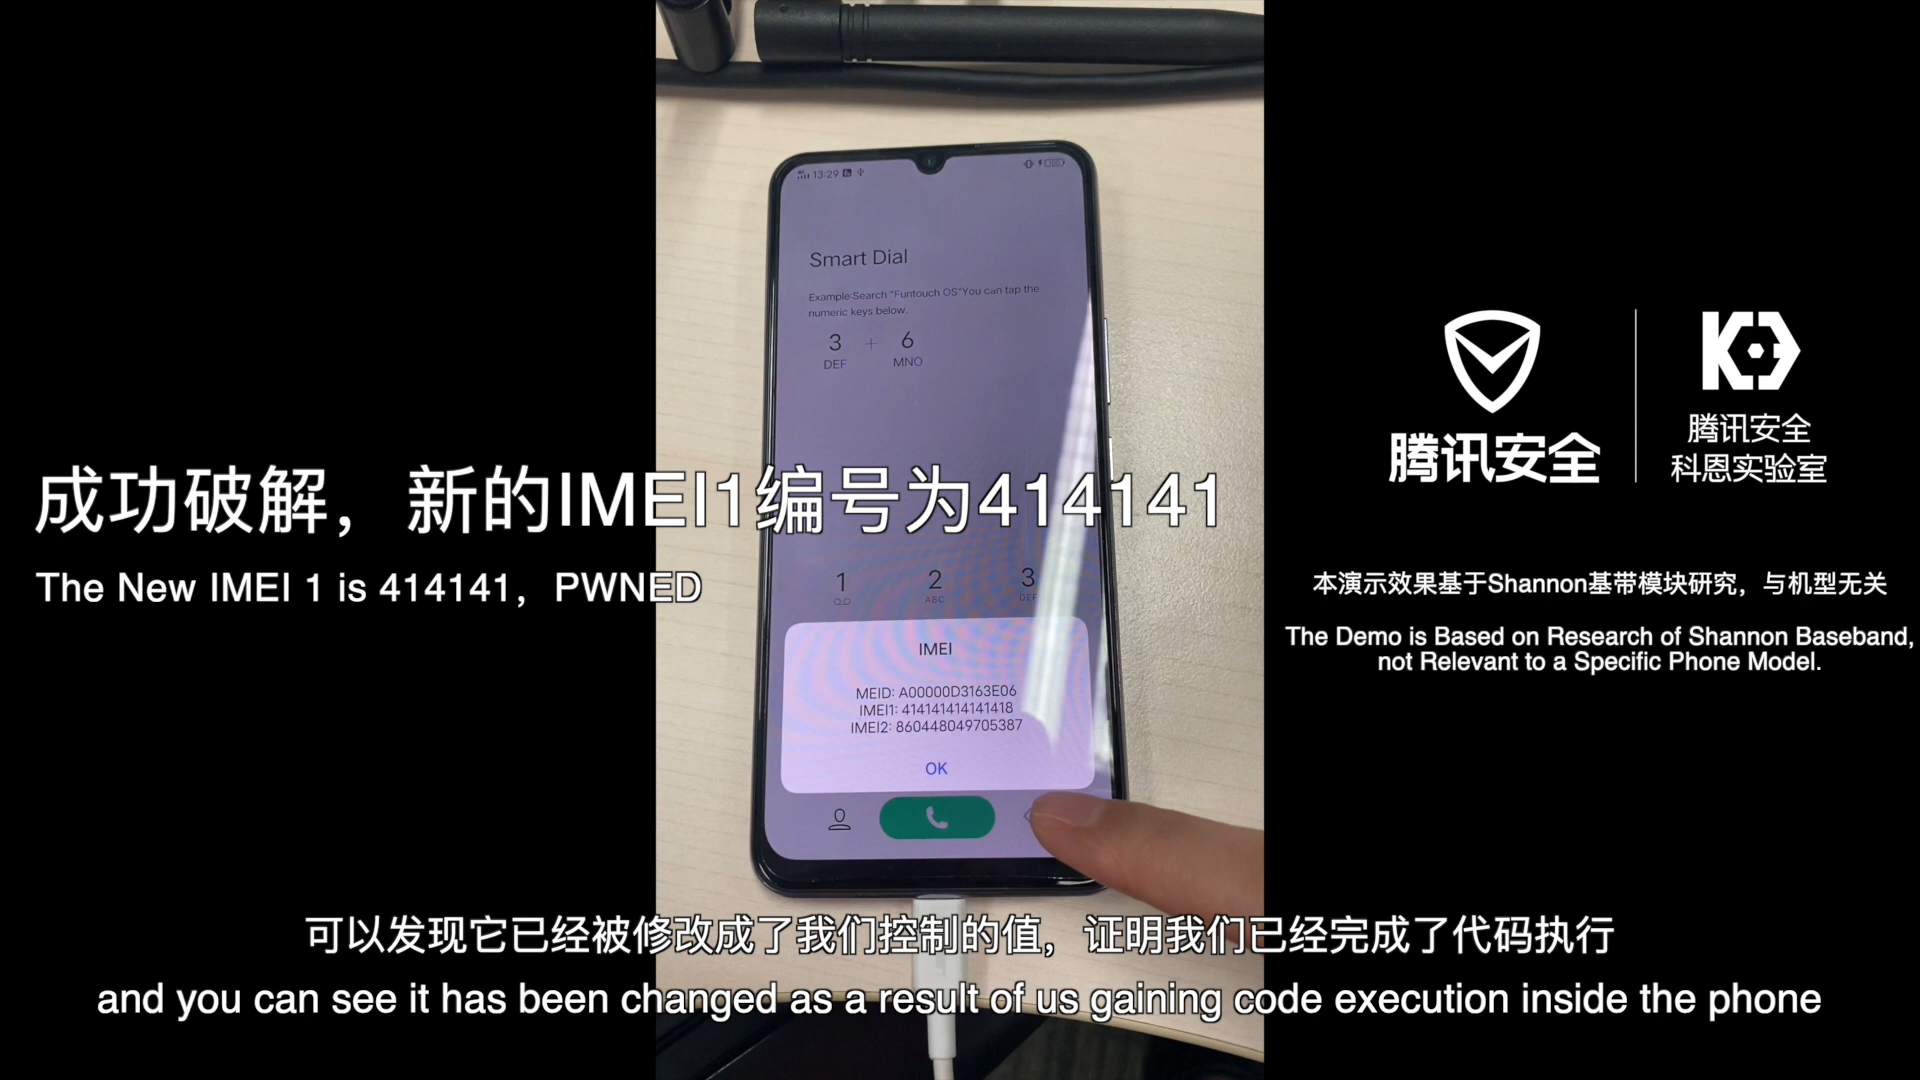 13:29
Smart Dial
Example:Search "Funtouch OS"You can tap the
numeric keys below.
3 + 6
DEF MNO
成功破解，新的IMEI1编号为414141
The New IMEI 1 is 414141，PWNED
1 2 3
ABC DEF
IMEI
MEID: A00000D3163E06
IMEI1: 414141414141418
IMEI2: 860448049705387
OK
腾讯安全
腾讯安全
科恩实验室
本演示效果基于Shannon基带模块研究，与机型无关
The Demo is Based on Research of Shannon Baseband,
not Relevant to a Specific Phone Model.
可以发现它已经被修改成了我们控制的值，证明我们已经完成了代码执行
and you can see it has been changed as a result of us gaining code execution inside the phone